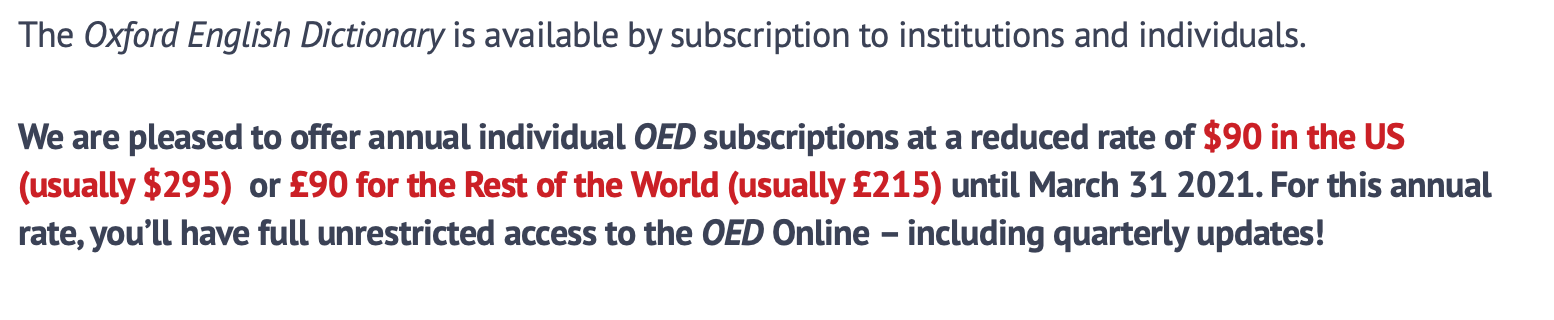 The Oxford English Dictionary is available by subscription to institutions and individuals.
We are pleased to offer annual individual OED subscriptions at a reduced rate of $90 in the US
(usually $295)  or £90 for the Rest of the World (usually £215) until March 31 2021. For this annual
rate, you’ll have full unrestricted access to the OED Online – including quarterly updates!